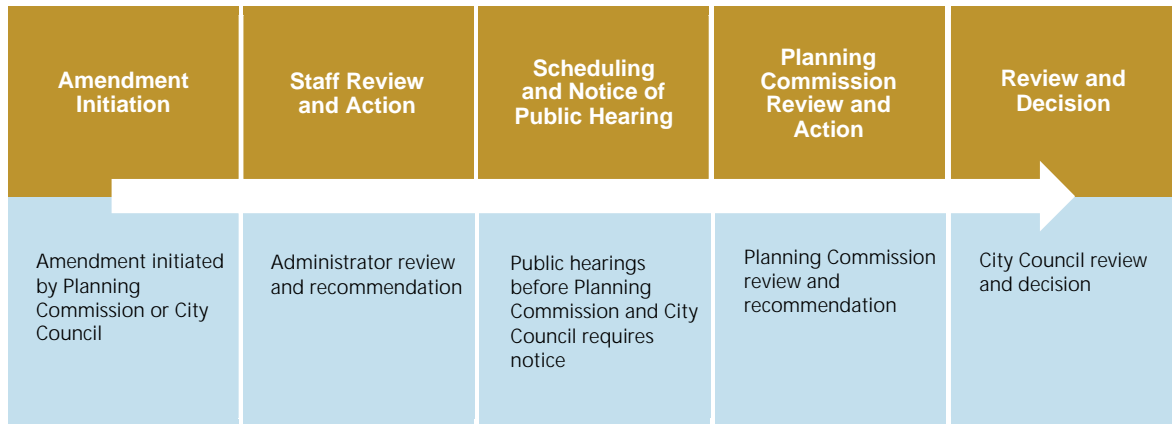 Amendment
Initiation
Staff Review
and Action
Scheduling
and Notice of
Public Hearing
Planning
Commission
Review and
Action
Review and
Decision
Amendment initiated
by Planning
Commission or City
Council
Administrator review
and recommendation
Public hearings
before Planning
Commission and City
Council requires
notice
Planning Commission
review and
recommendation
City Council review
and decision